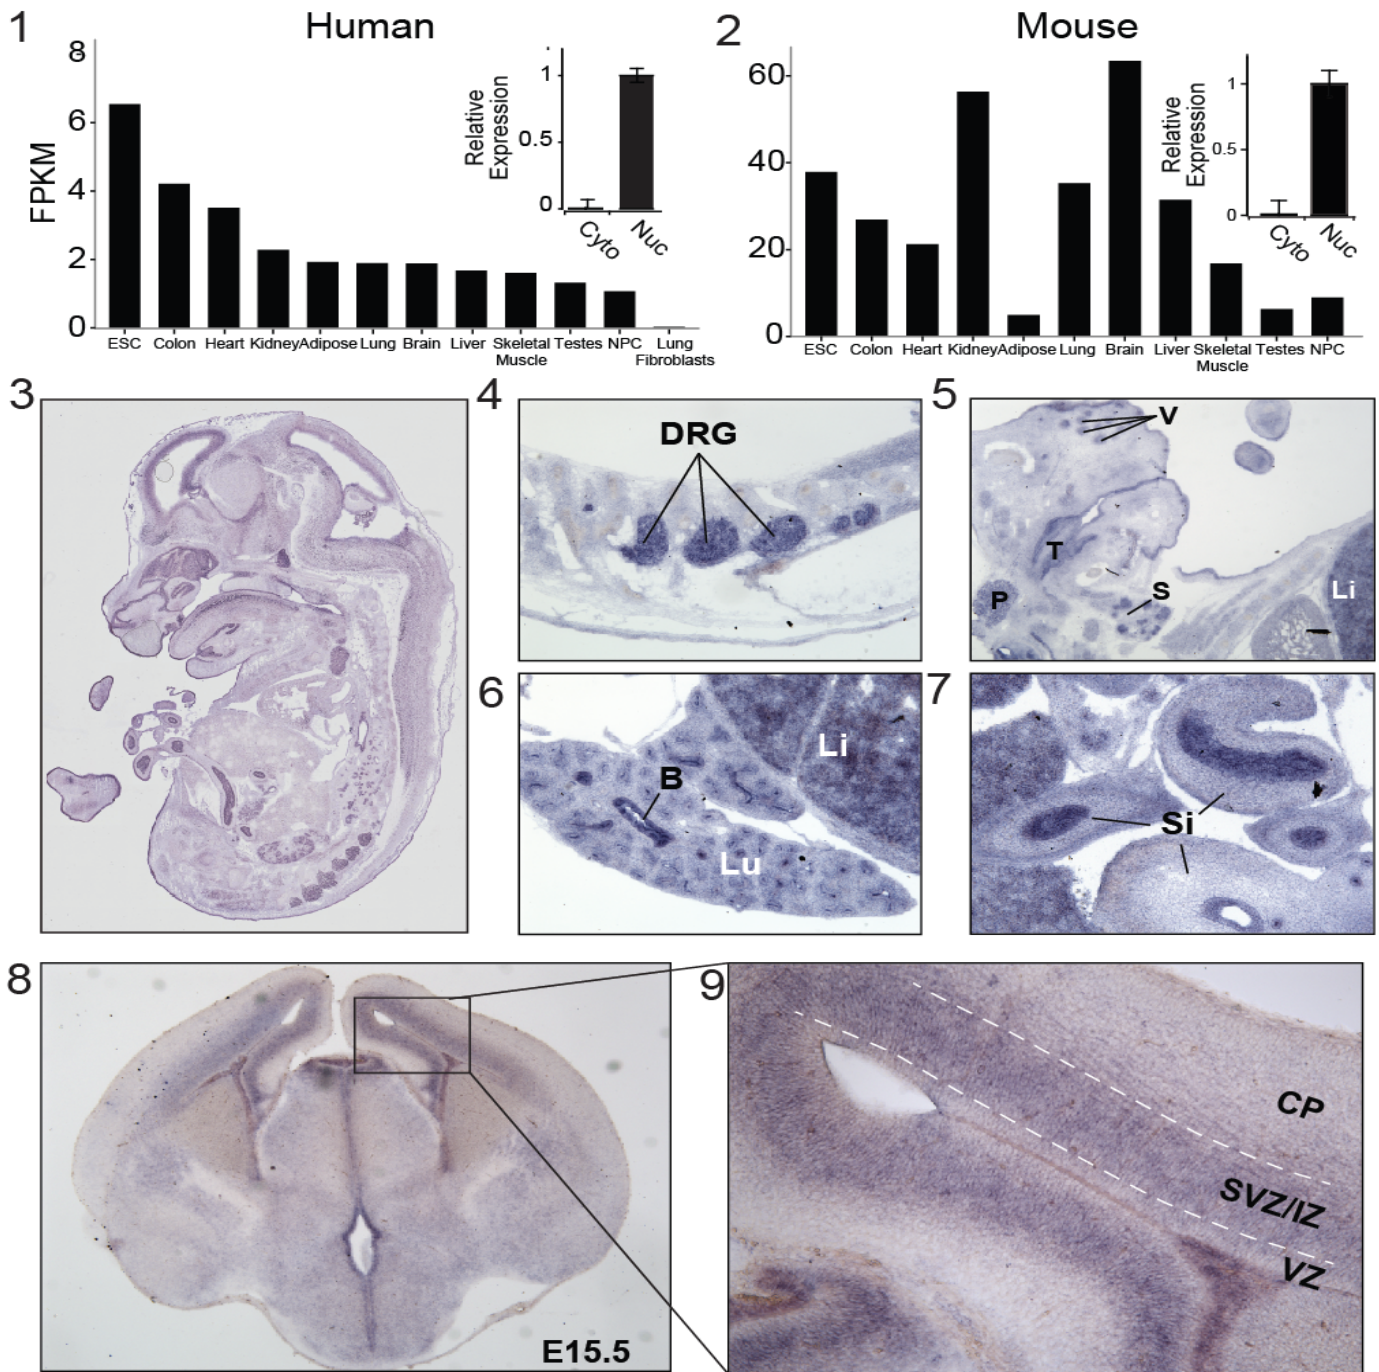 1
Human
FPKM
8
6
4
2
0
ESC
Colon
Heart
Kidney
Adipose
Lung
Brain
Liver
Skeletal
Muscle
Testes
NPC
Lung
Fibroblasts
Relative
Expression
1
0.5
0
Cyto
Nuc
2
Mouse
60
40
20
0
ESC
Colon
Heart
Kidney
Adipose
Lung
Brain
Liver
Skeletal
Muscle
Testes
NPC
Relative
Expression
1
0.5
0
Cyto
Nuc
3
4
DRG
5
V
T
P
S
Li
6
B
Li
Lu
7
Si
8
E15.5
9
CP
SVZ/IZ
VZ